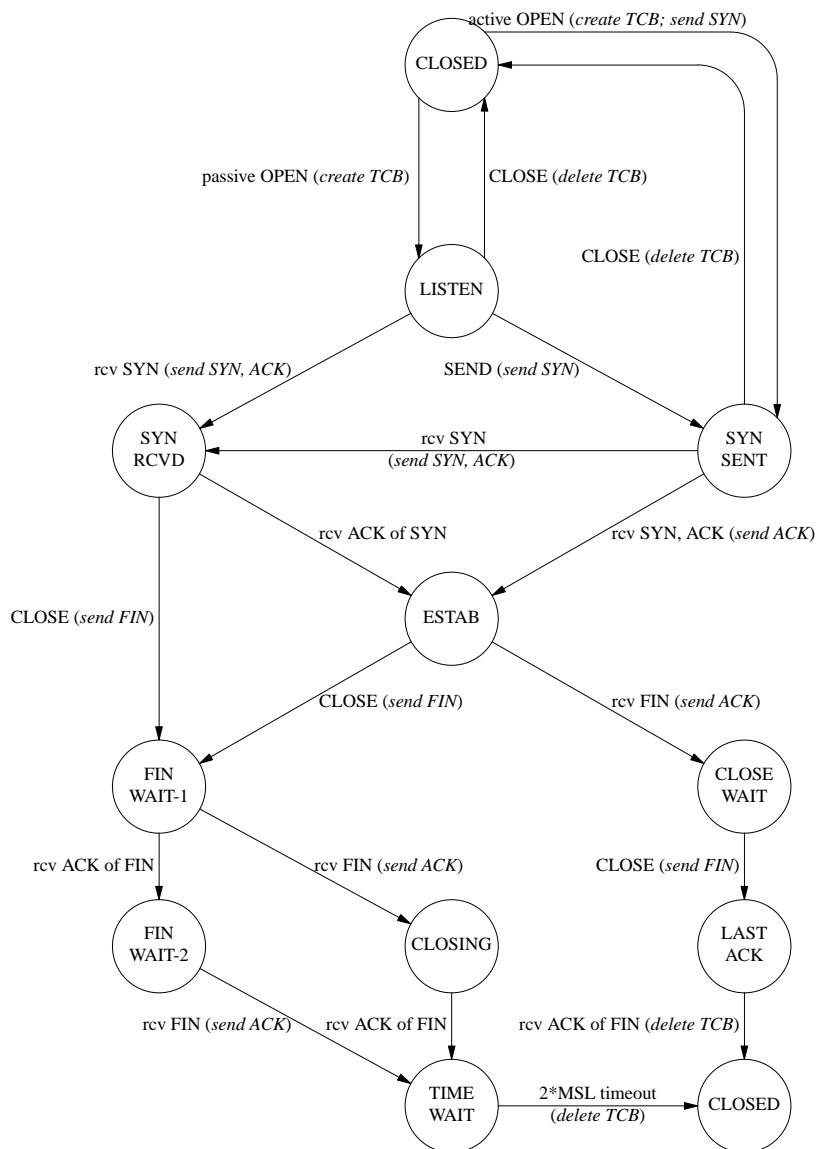 active OPEN (create TCB; send SYN)
CLOSED
passive OPEN (create TCB)
CLOSE (delete TCB)
CLOSE (delete TCB)
LISTEN
rcv SYN (send SYN, ACK)
SEND (send SYN)
SYN
RCVD
rcv SYN
(send SYN, ACK)
SYN
SENT
rcv ACK of SYN
rcv SYN, ACK (send ACK)
CLOSE (send FIN)
ESTAB
CLOSE (send FIN)
rcv FIN (send ACK)
FIN
WAIT-1
CLOSE
WAIT
rcv ACK of FIN
rcv FIN (send ACK)
CLOSE (send FIN)
FIN
WAIT-2
CLOSING
LAST
ACK
rcv FIN (send ACK)
rcv ACK of FIN
rcv ACK of FIN (delete TCB)
TIME
WAIT
2*MSL timeout
(delete TCB)
CLOSED